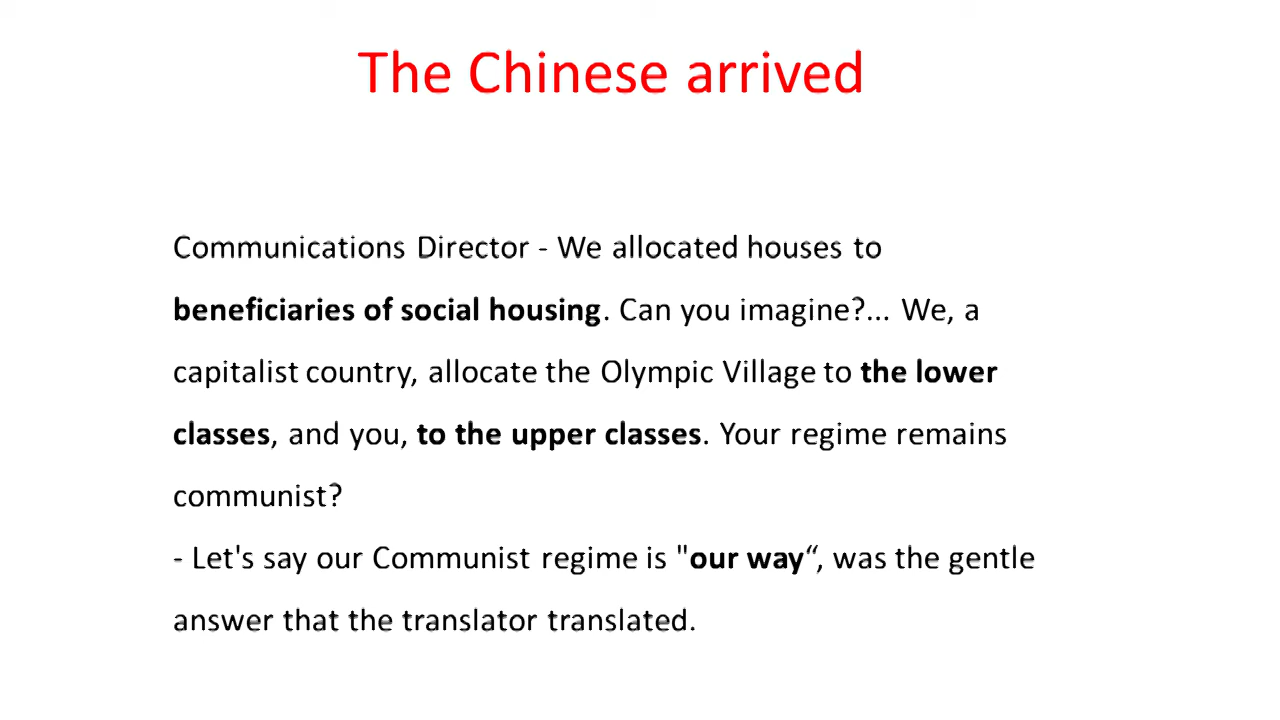 The Chinese arrived
Communications Director - We allocated houses to
beneficiaries of social housing. Can you imagine?... We, a
capitalist country, allocate the Olympic Village to the lower
classes, and you, to the upper classes. Your regime remains
communist?
- Let's say our Communist regime is "our way“, was the gentle
answer that the translator translated.